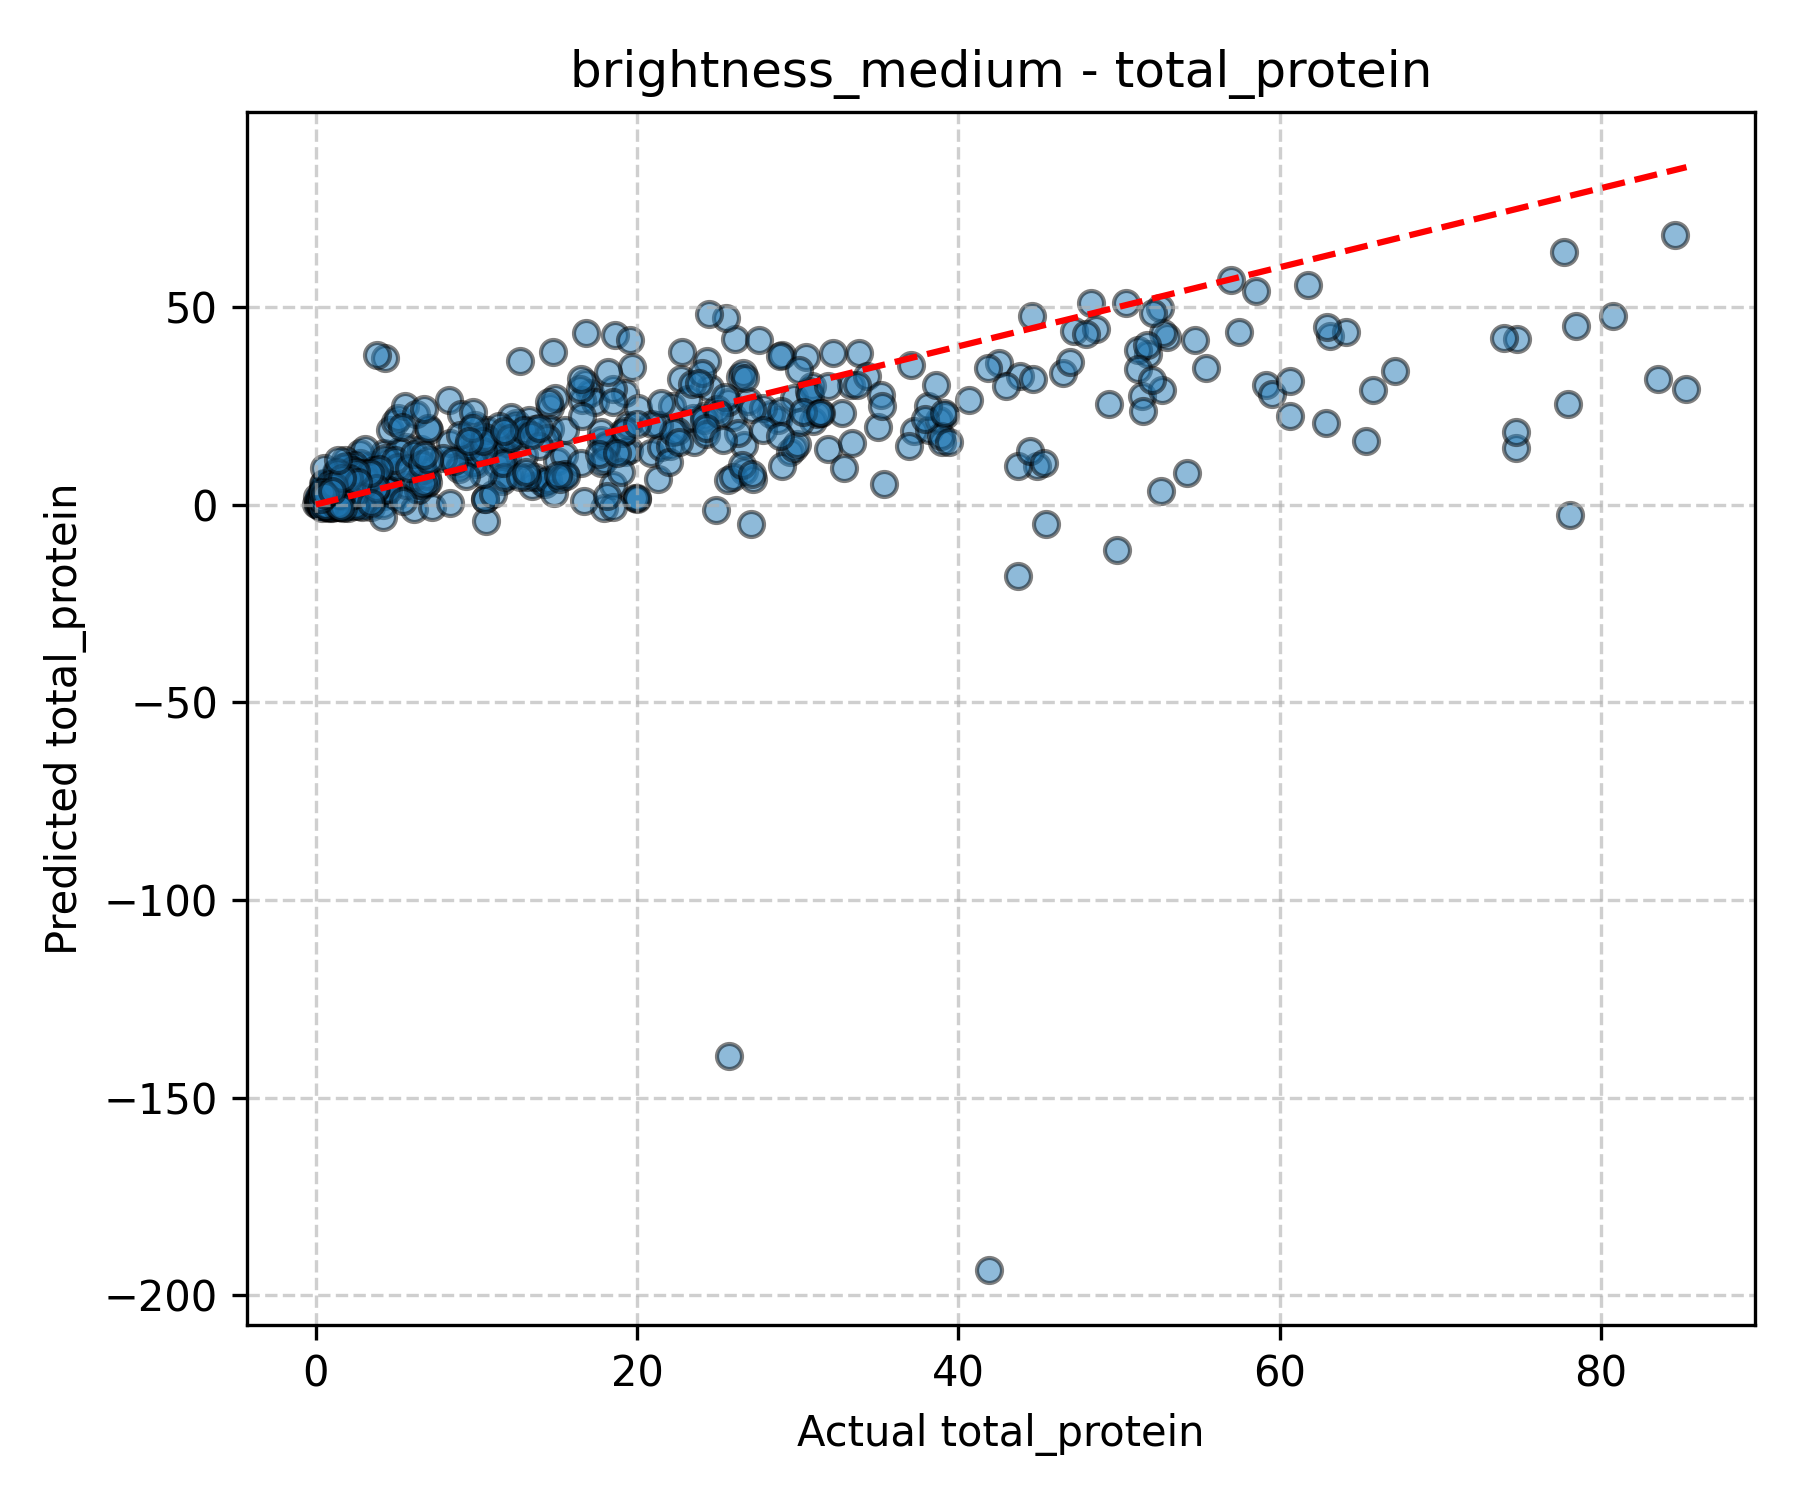 brightness_medium - total_protein
Predicted total_protein
50
0
−50
−100
−150
−200
0 20 40 60 80
Actual total_protein